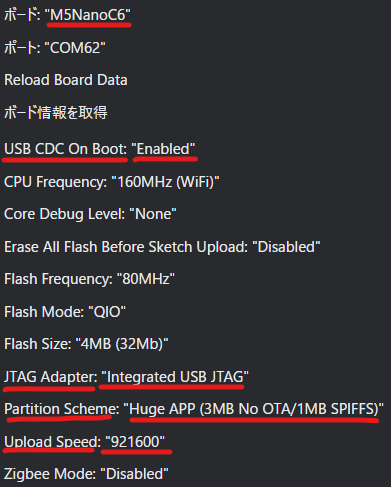 ボード: "M5NanoC6"
ポート: "COM62"
Reload Board Data
ボード情報を取得
USB CDC On Boot: "Enabled"
CPU Frequency: "160MHz (WiFi)"
Core Debug Level: "None"
Erase All Flash Before Sketch Upload: "Disabled"
Flash Frequency: "80MHz"
Flash Mode: "QIO"
Flash Size: "4MB (32Mb)"
JTAG Adapter: "Integrated USB JTAG"
Partition Scheme: "Huge APP (3MB No OTA/1MB SPIFFS)"
Upload Speed: "921600"
Zigbee Mode: "Disabled"